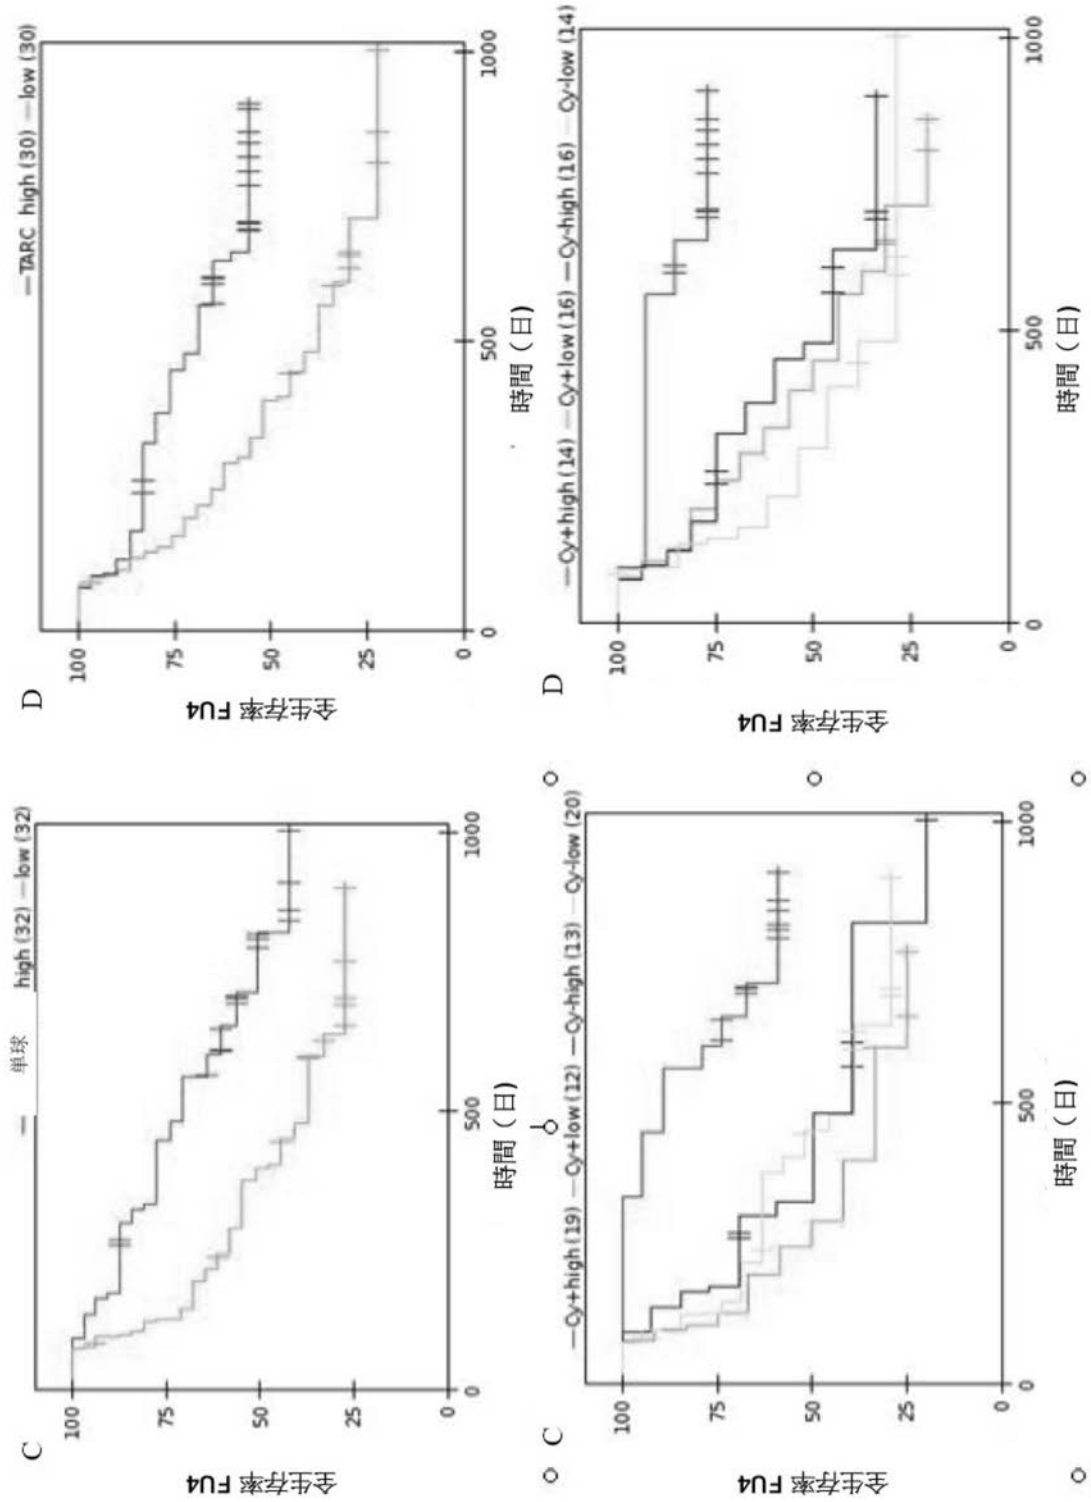 C
— 単球 high (32) —low (32)
100
75
50
25
0
0
500
1000
全生存率 FU4
時間（日)
D
—TARC high (30) —low (30)
100
75
50
25
0
0
500
1000
全生存率 FU4
時間（日)
C
—Cy+high (19) —Cy+low (12) —Cy-high (13) Cy-low (20)
100
75
50
25
0
0
500
1000
全生存率 FU4
時間（日)
D
—Cy+high (14) —Cy+low (16) —Cy-high (16) Cy-low (14)
100
75
50
25
0
0
500
1000
全生存率 FU4
時間（日)